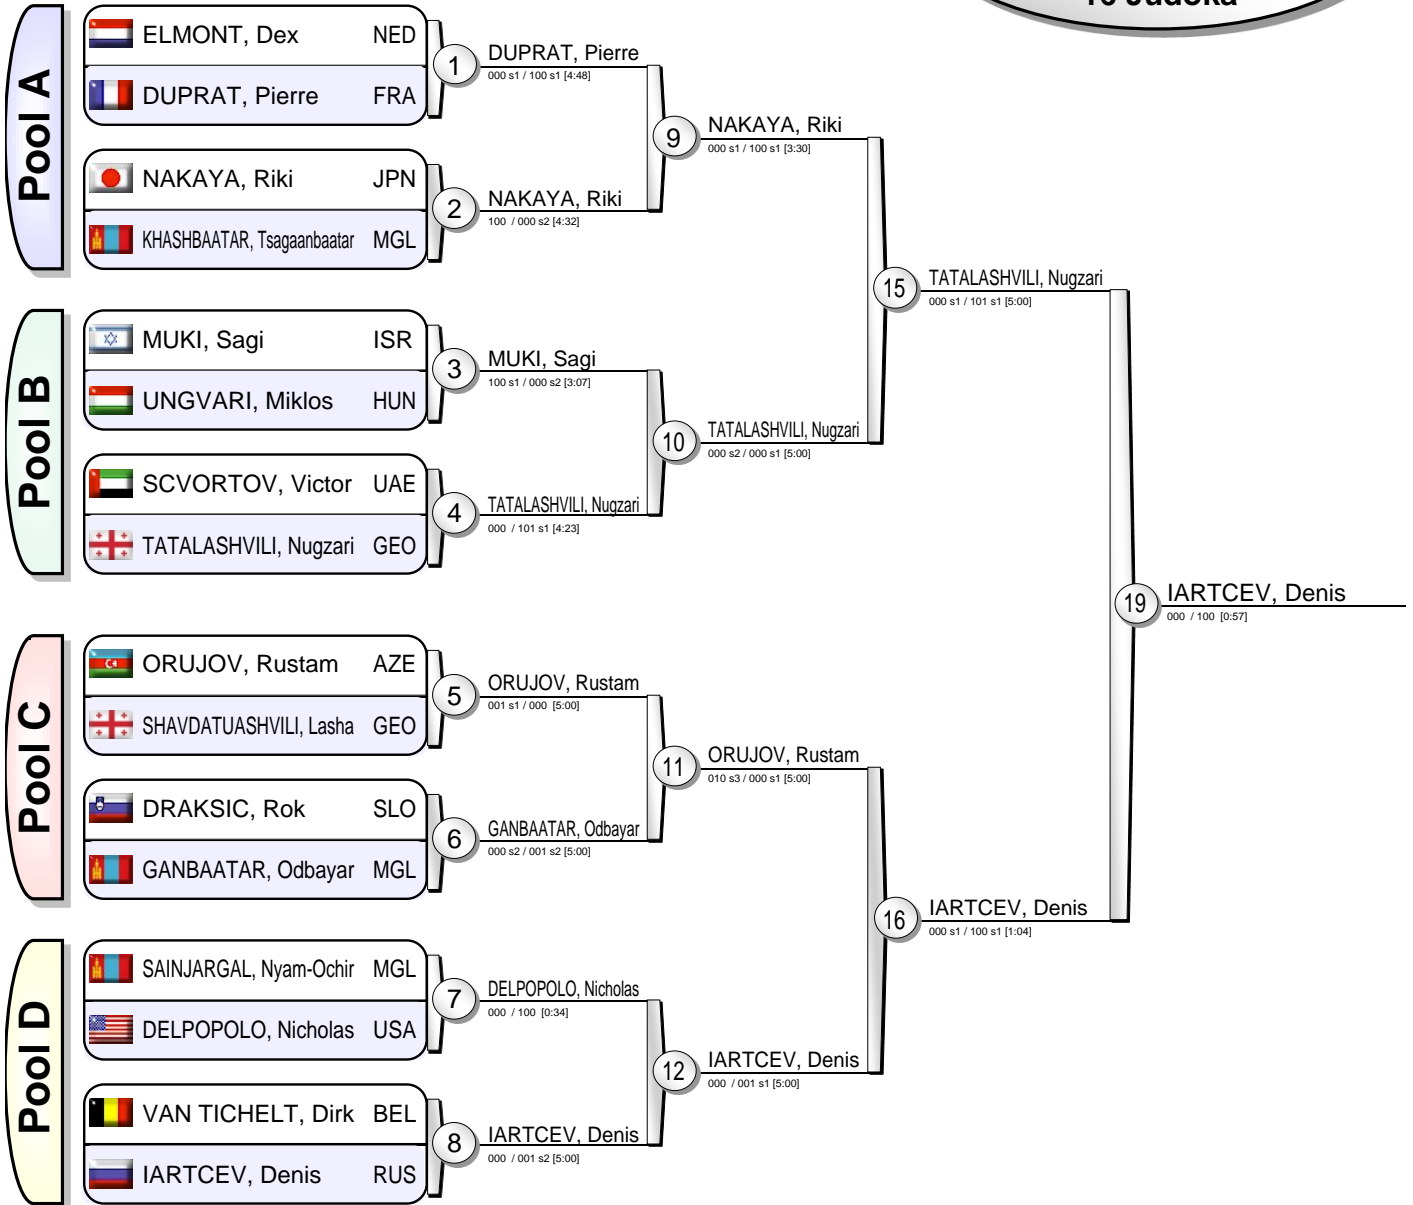 16 Judoka
Pool A
ELMONT, Dex NED
DUPRAT, Pierre FRA
NAKAYA, Riki JPN
KHASHBAATAR, Tsagaanbaatar MGL
Pool B
MUKI, Sagi ISR
UNGVARI, Miklos HUN
SCVORTOV, Victor UAE
TATALASHVILI, Nugzari GEO
Pool C
ORUJOV, Rustam AZE
SHAVDATUASHVILI, Lasha GEO
DRAKSIC, Rok SLO
GANBAATAR, Odbayar MGL
Pool D
SAINJARGAL, Nyam-Ochir MGL
DELPOPOLO, Nicholas USA
VAN TICHELT, Dirk BEL
IARTCEV, Denis RUS
1
DUPRAT, Pierre
000 s1 / 100 s1 [4:48]
2
NAKAYA, Riki
100 / 000 s2 [4:32]
3
MUKI, Sagi
100 s1 / 000 s2 [3:07]
4
TATALASHVILI, Nugzari
000 / 101 s1 [4:23]
5
ORUJOV, Rustam
001 s1 / 000 [5:00]
6
GANBAATAR, Odbayar
000 s2 / 001 s2 [5:00]
7
DELPOPOLO, Nicholas
000 / 100 [0:34]
8
IARTCEV, Denis
000 / 001 s2 [5:00]
9
NAKAYA, Riki
000 s1 / 100 s1 [3:30]
10
TATALASHVILI, Nugzari
000 s2 / 000 s1 [5:00]
11
ORUJOV, Rustam
010 s3 / 000 s1 [5:00]
12
IARTCEV, Denis
000 / 001 s1 [5:00]
15
TATALASHVILI, Nugzari
000 s1 / 101 s1 [5:00]
16
IARTCEV, Denis
000 s1 / 100 s1 [1:04]
19
IARTCEV, Denis
000 / 100 [0:57]